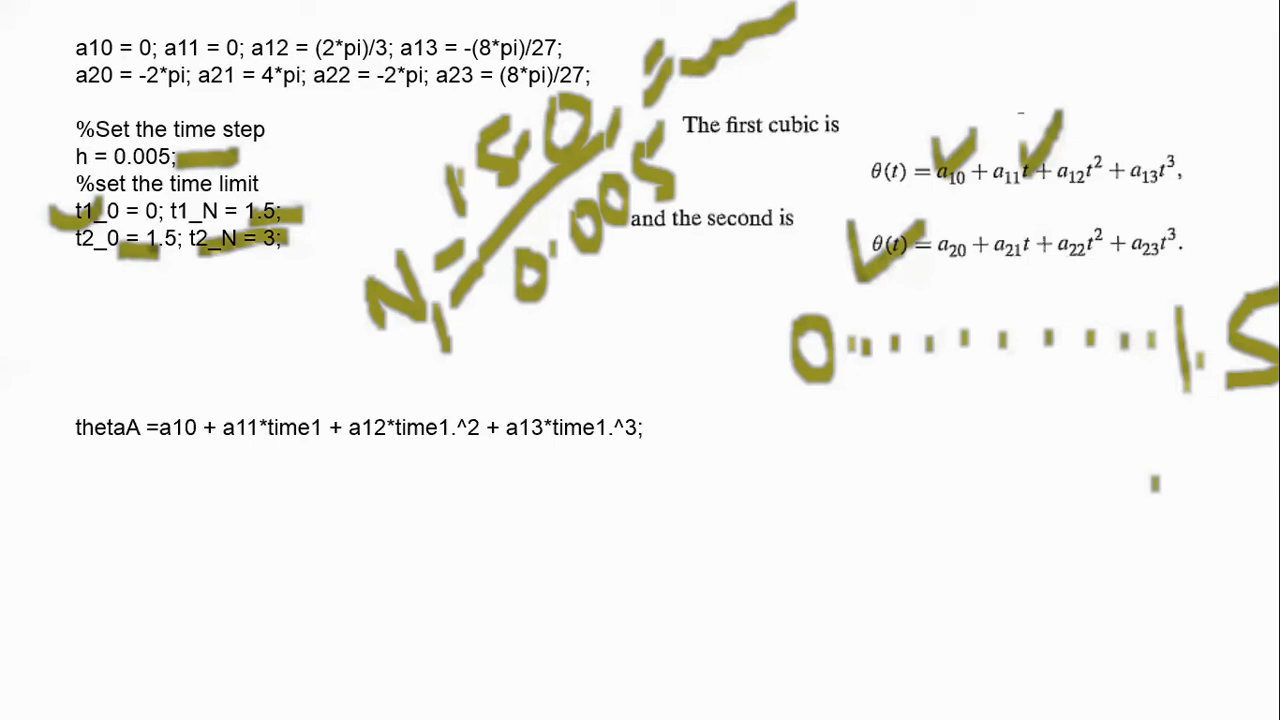 a10 = 0; a11 = 0; a12 = (2*pi)/3; a13 = -(8*pi)/27;
a20 = -2*pi; a21 = 4*pi; a22 = -2*pi; a23 = (8*pi)/27;
%Set the time step
h = 0.005;
%set the time limit
t1_0 = 0; t1_N = 1.5;
t2_0 = 1.5; t2_N = 3;
The first cubic is
θ(t) = a₁₀ + a₁₁t + a₁₂t² + a₁₃t³,
and the second is
θ(t) = a₂₀ + a₂₁t + a₂₂t² + a₂₃t³.
0 1.5
thetaA =a10 + a11*time1 + a12*time1.^2 + a13*time1.^3;